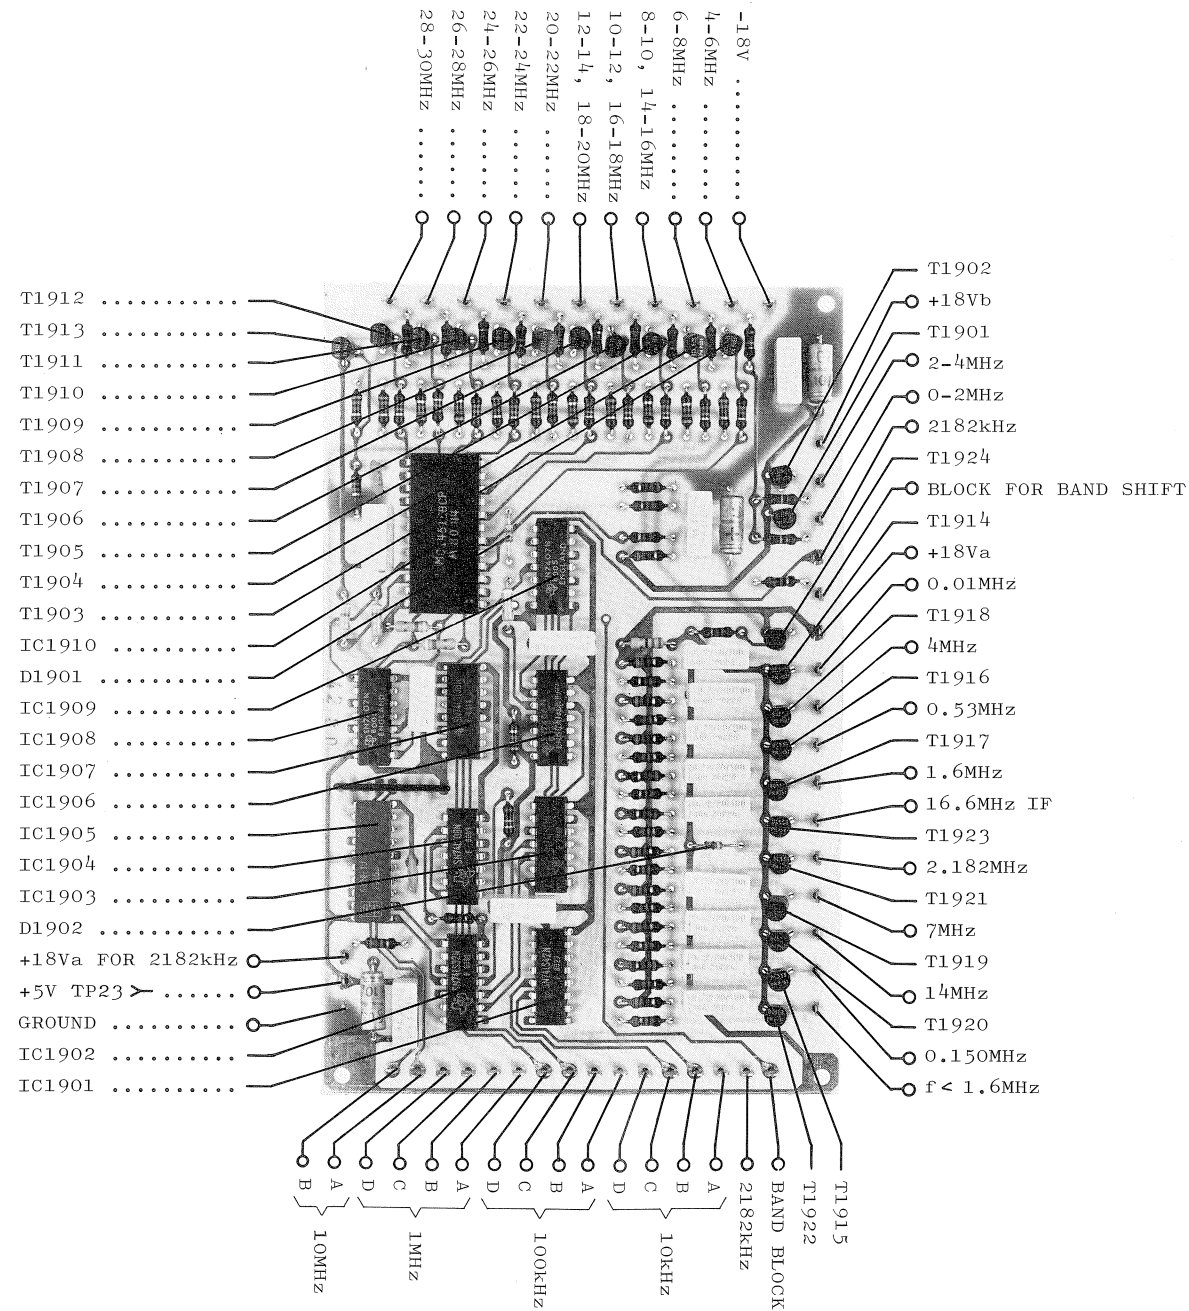 28-30MHz .......
26-28MHz .......
24-26MHz .......
22-24MHz .......
20-22MHz .......
12-14, 18-20MHz
10-12, 16-18MHz
8-10, 14-16MHz
6-8MHz ........
4-6MHz ........
-18V ..........
T1912 ..........
T1913 ..........
T1911 ..........
T1910 ..........
T1909 ..........
T1908 ..........
T1907 ..........
T1906 ..........
T1905 ..........
T1904 ..........
T1903 ..........
IC1910 .........
D1901 ..........
IC1909 .........
IC1908 .........
IC1907 .........
IC1906 .........
IC1905 .........
IC1904 .........
IC1903 .........
D1902 ..........
+18Va FOR 2182kHz
+5V TP23 ......
GROUND .........
IC1902 .........
IC1901 .........
T1902
+18Vb
T1901
2-4MHz
0-2MHz
2182kHz
T1924
BLOCK FOR BAND SHIFT
T1914
+18Va
0.01MHz
T1918
4MHz
T1916
0.53MHz
T1917
1.6MHz
16.6MHz IF
T1923
2.182MHz
T1921
7MHz
T1919
14MHz
T1920
0.150MHz
f< 1.6MHz
B
A
10MHz
D
C
B
A
1MHz
D
C
B
A
100kHz
D
C
B
A
10kHz
2182kHz
BAND BLOCK
T1922
T1915